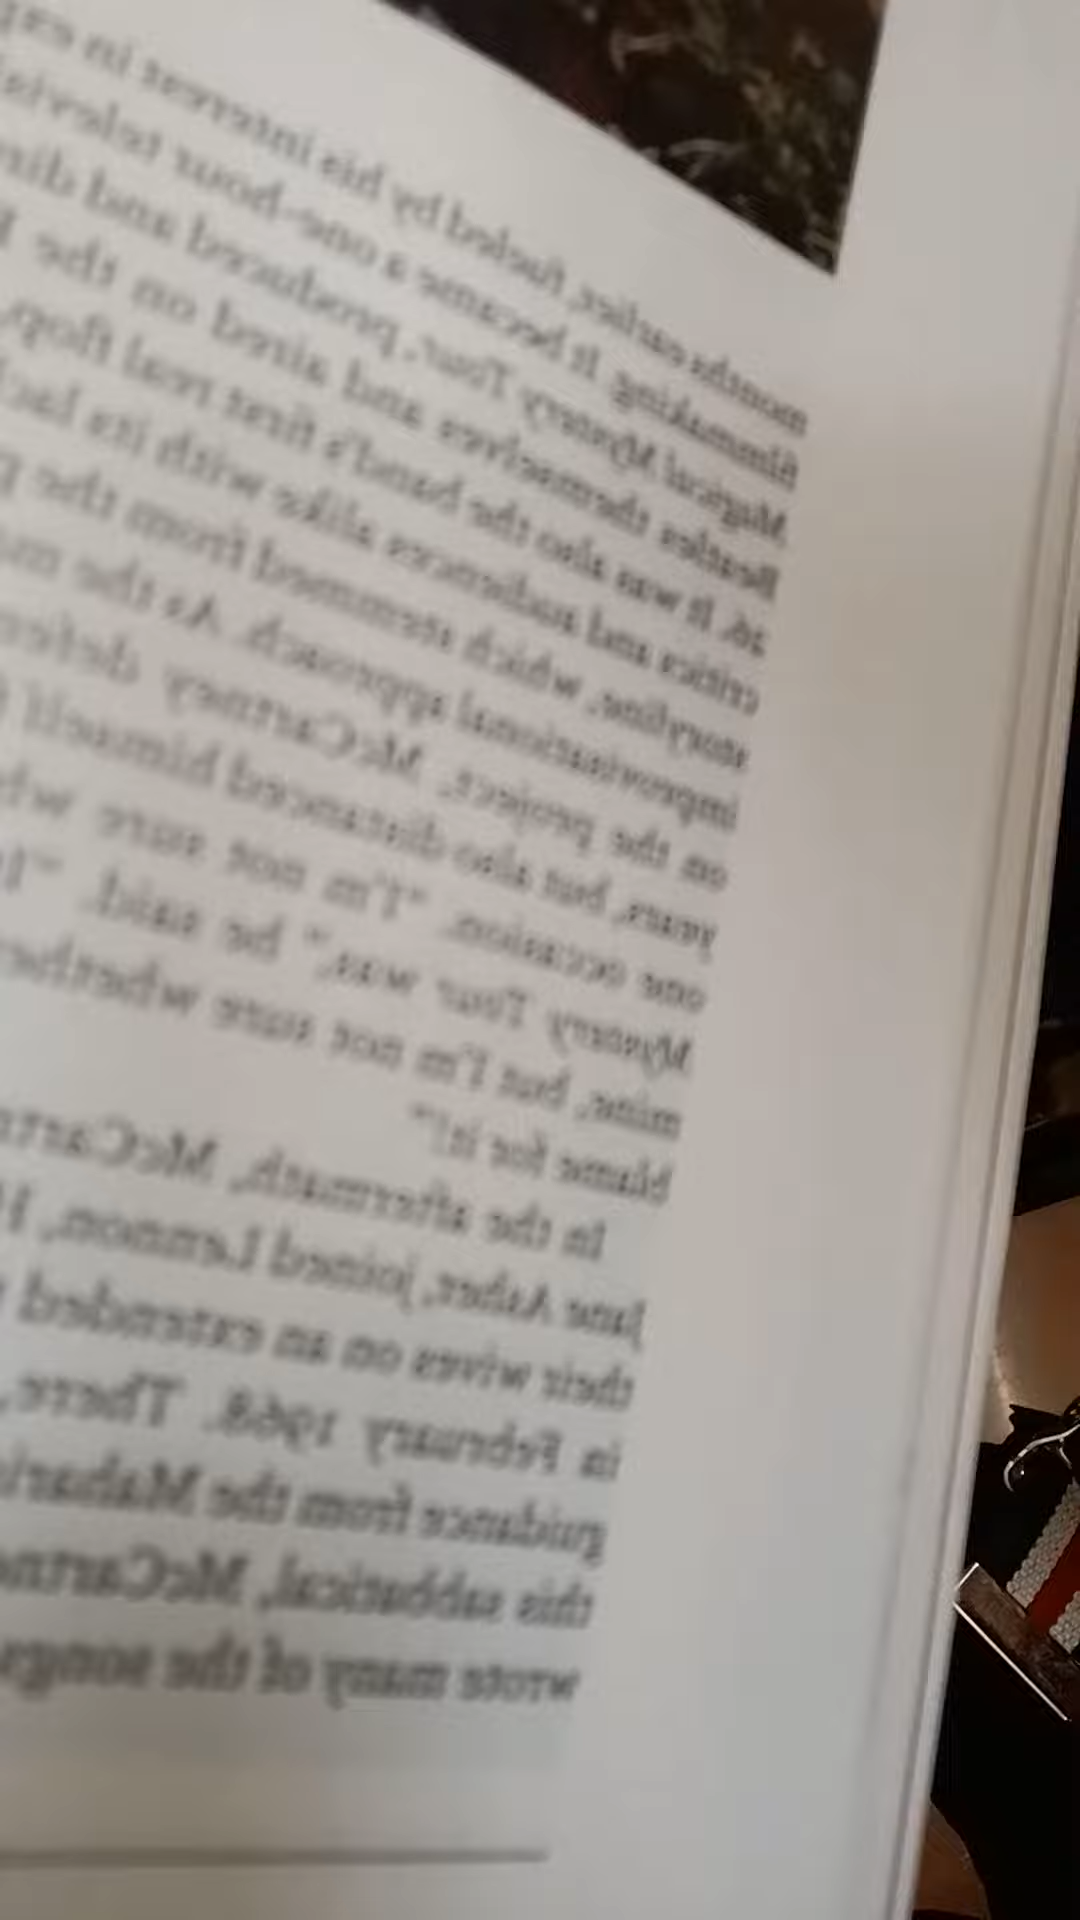 months earlier, fueled by his interest in
filmmaking. It became a one-hour
Magical Mystery Tour, produced and
Beatles themselves and aired on the
26. It was also the band's first real flop,
critics and audiences alike with its
storyline, which stemmed from the
improvisational approach. As the
on the project, McCartney
years, but also distanced himself
one occasion. "I'm not sure
Mystery Tour was," he said.
mine, but I'm not sure whether
blame for it!"
In the aftermath,
Jane Asher, joined Lennon,
their wives on an extended
in February 1968. There,
guidance from the
this sabbatical,
wrote many of the songs